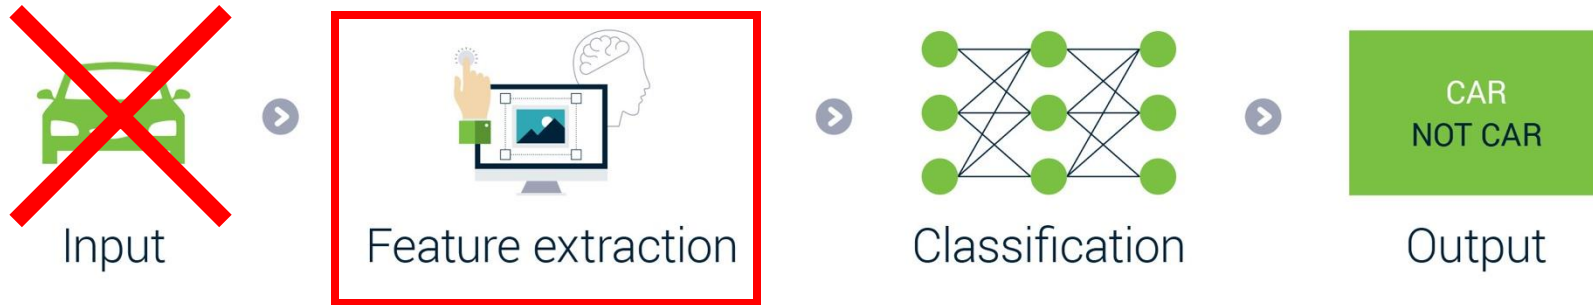 CAR
NOT CAR
Input
Feature extraction
Classification
Output